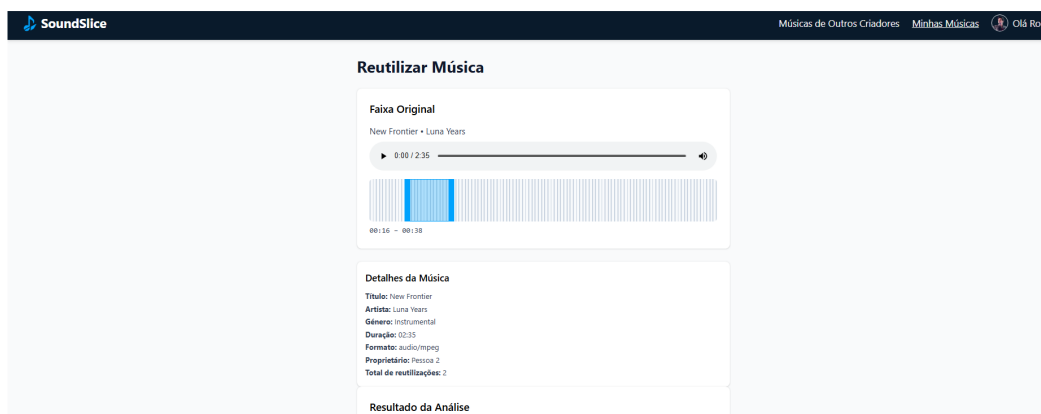 SoundSlice
Músicas de Outros Criadores Minhas Músicas Olá Ro
Reutilizar Música
Faixa Original
New Frontier • Luna Years
0:00 / 2:35
00:16 - 00:38
Detalhes da Música
Título: New Frontier
Artista: Luna Years
Género: Instrumental
Duração: 02:35
Formato: audio/mpeg
Proprietário: Pessoa 2
Total de reutilizações: 2
Resultado da Análise